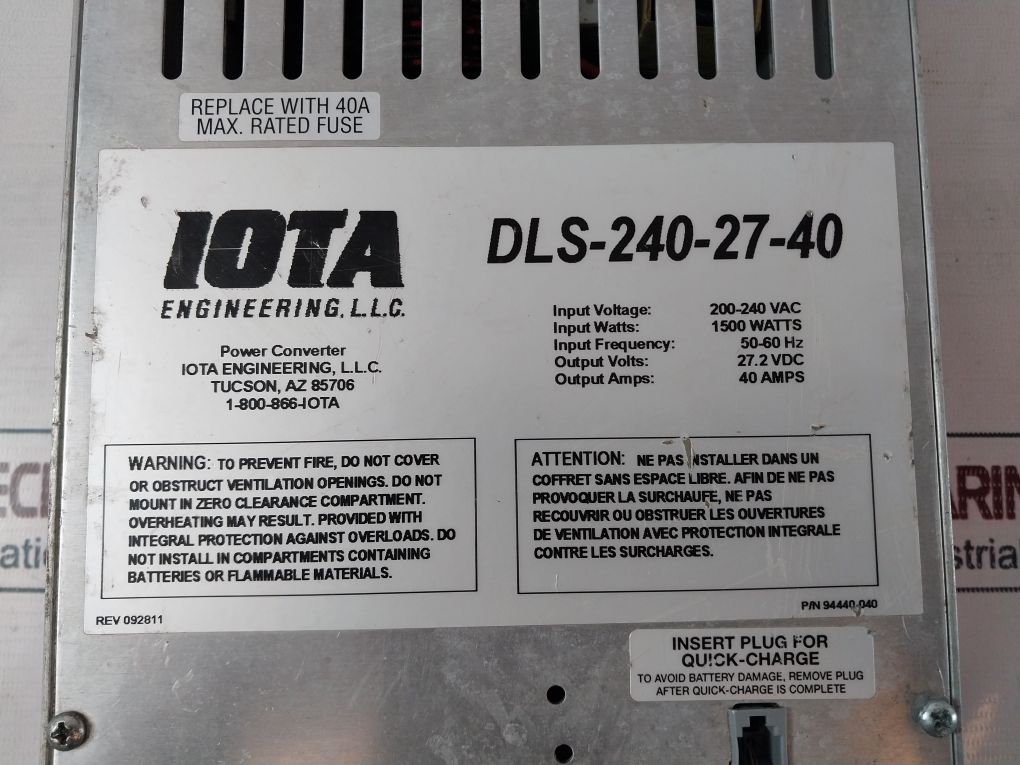 REPLACE WITH 40A
MAX. RATED FUSE
IOTA
ENGINEERING, L.L.C.
Power Converter
IOTA ENGINEERING, L.L.C.
TUCSON, AZ 85706
1-800-866-IOTA
DLS-240-27-40
Input Voltage: 200-240 VAC
Input Watts: 1500 WATTS
Input Frequency: 50-60 Hz
Output Volts: 27.2 VDC
Output Amps: 40 AMPS
WARNING: TO PREVENT FIRE, DO NOT COVER
OR OBSTRUCT VENTILATION OPENINGS. DO NOT
MOUNT IN ZERO CLEARANCE COMPARTMENT.
OVERHEATING MAY RESULT. PROVIDED WITH
INTEGRAL PROTECTION AGAINST OVERLOADS. DO
NOT INSTALL IN COMPARTMENTS CONTAINING
BATTERIES OR FLAMMABLE MATERIALS.
ATTENTION: NE PAS INSTALLER DANS UN
COFFRET SANS ESPACE LIBRE. AFIN DE NE PAS
PROVOQUER LA SURCHAUFE, NE PAS
RECOUVRIR OU OBSTRUER LES OUVERTURES
DE VENTILATION AVEC PROTECTION INTEGRALE
CONTRE LES SURCHARGES.
REV 092811
P/N 94440-040
INSERT PLUG FOR
QUICK-CHARGE
TO AVOID BATTERY DAMAGE, REMOVE PLUG
AFTER QUICK-CHARGE IS COMPLETE